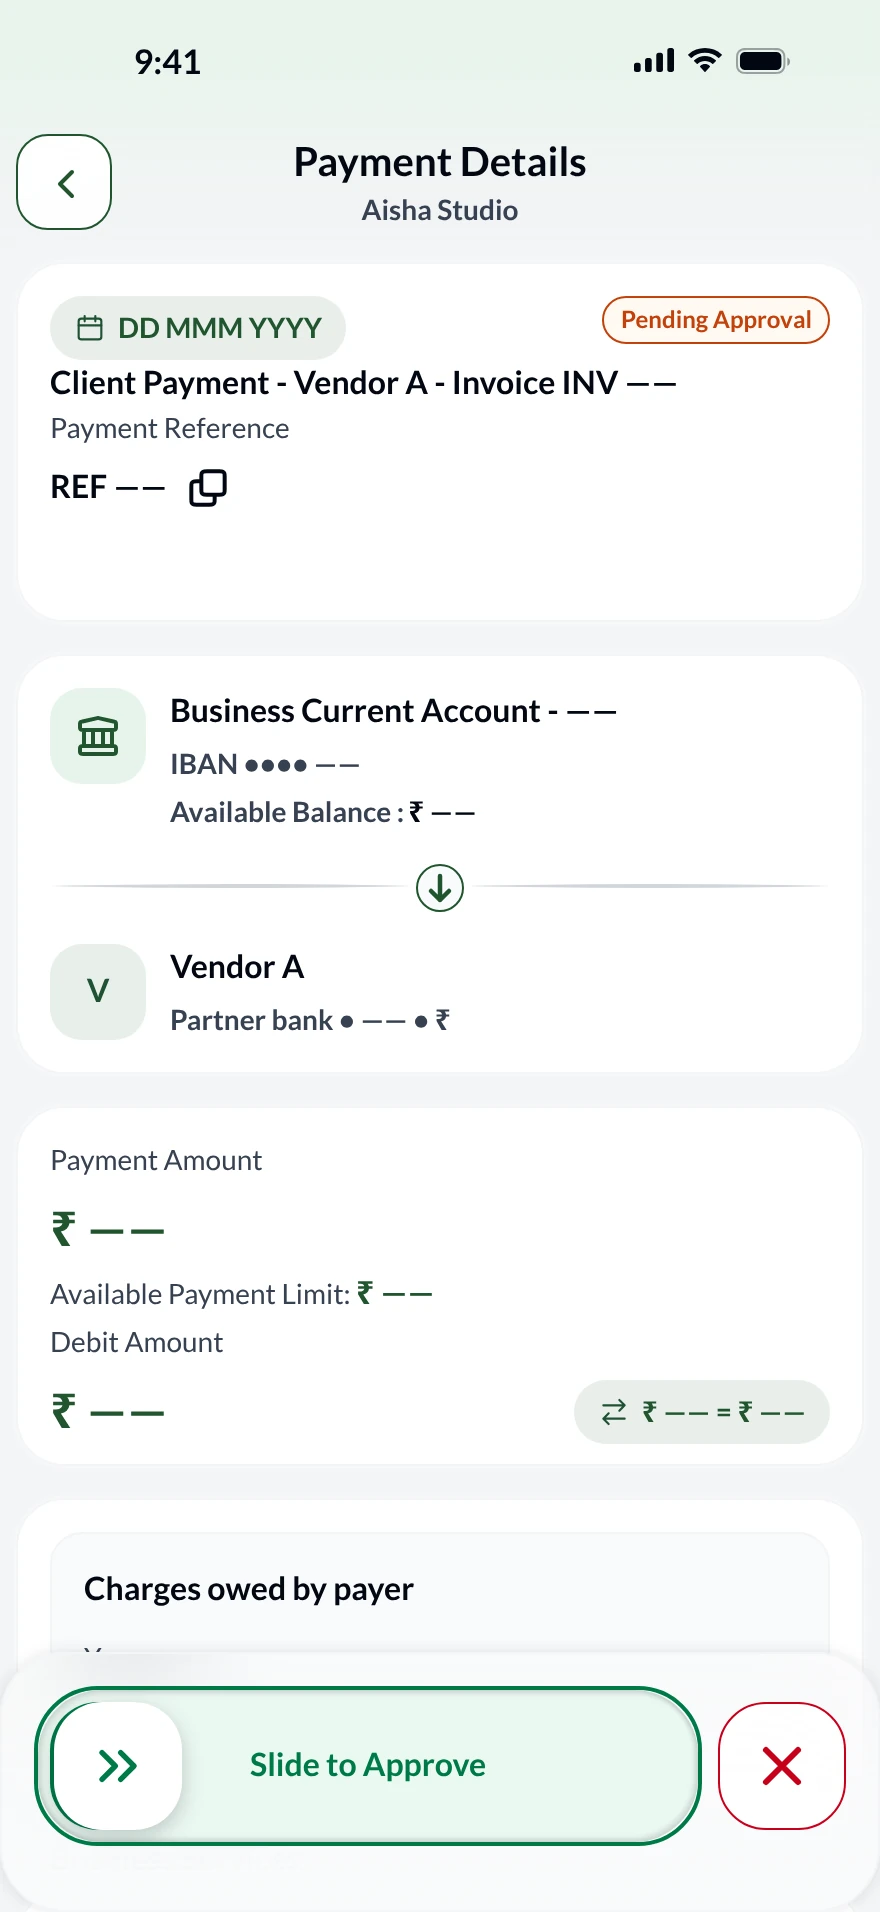 9:41
Payment Details
Aisha Studio
DD MMM YYYY
Pending Approval
Client Payment - Vendor A - Invoice INV ——
Payment Reference
REF ——
Business Current Account - ——
IBAN •••• ——
Available Balance : ₹ ——
V
Vendor A
Partner bank • —— • ₹
Payment Amount
₹ ——
Available Payment Limit: ₹ ——
Debit Amount
₹ ——
₹ —— = ₹ ——
Charges owed by payer
Slide to Approve